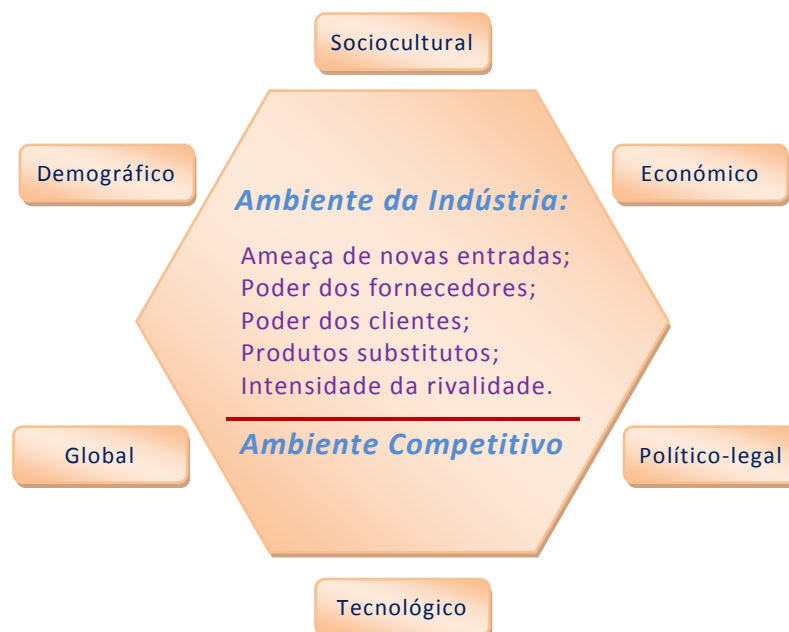 Sociocultural
Demográfico
Económico
Ambiente da Indústria:
Ameaça de novas entradas;
Poder dos fornecedores;
Poder dos clientes;
Produtos substitutos;
Intensidade da rivalidade.
Ambiente Competitivo
Global
Político-legal
Tecnológico